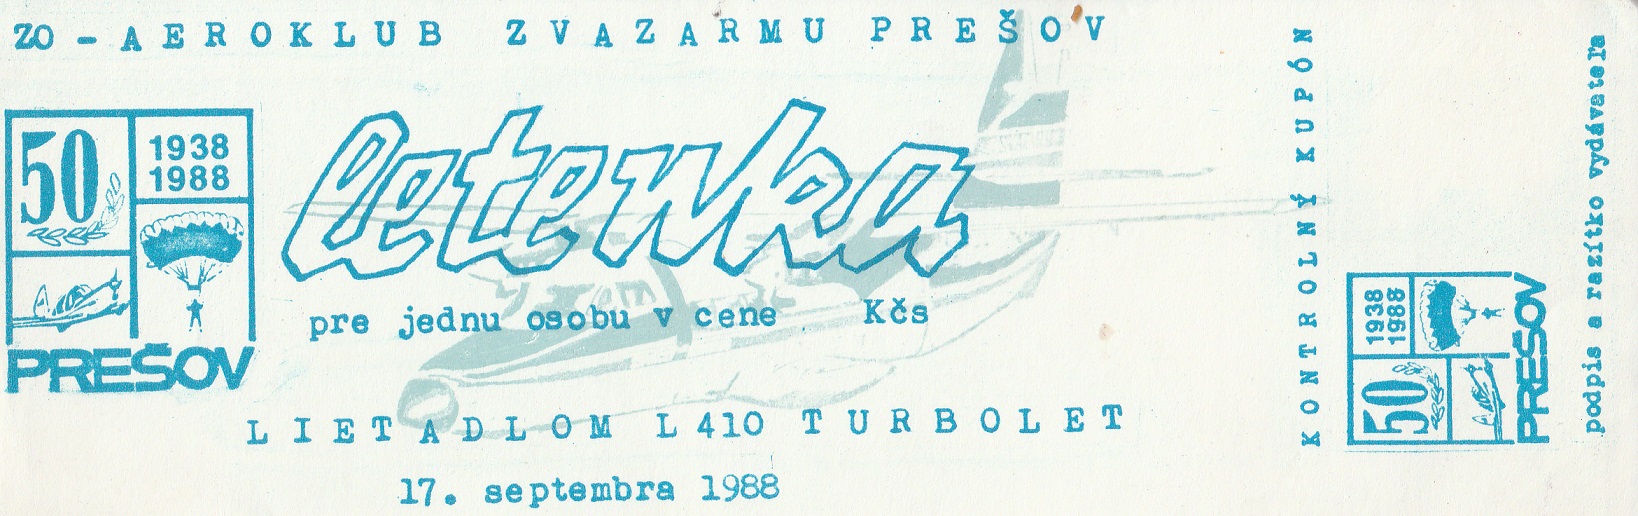 ZO - AEROKLUB ZVAZARMU PREŠOV
50
1938
1988
PREŠOV
letenka
pre jednu osobu v cene Kčs
LIETADLOM L410 TURBOLET
17. septembra 1988
KONTROLNÝ KUPÓN
50
1938
1988
PREŠOV
podpis a razítko vydávateľa